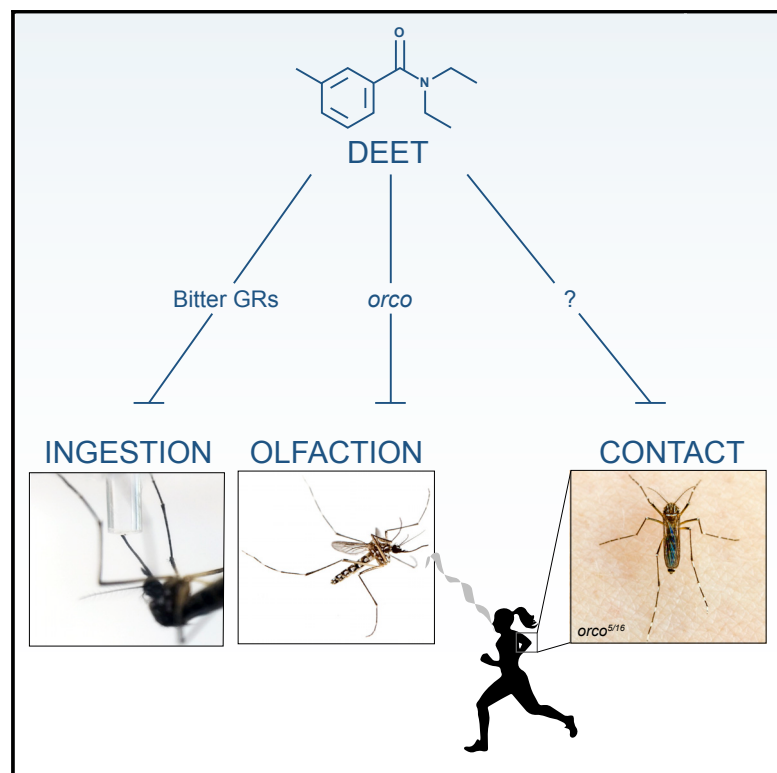 O
N
DEET
Bitter GRs
orco
?
INGESTION
OLFACTION
CONTACT
orco5/16